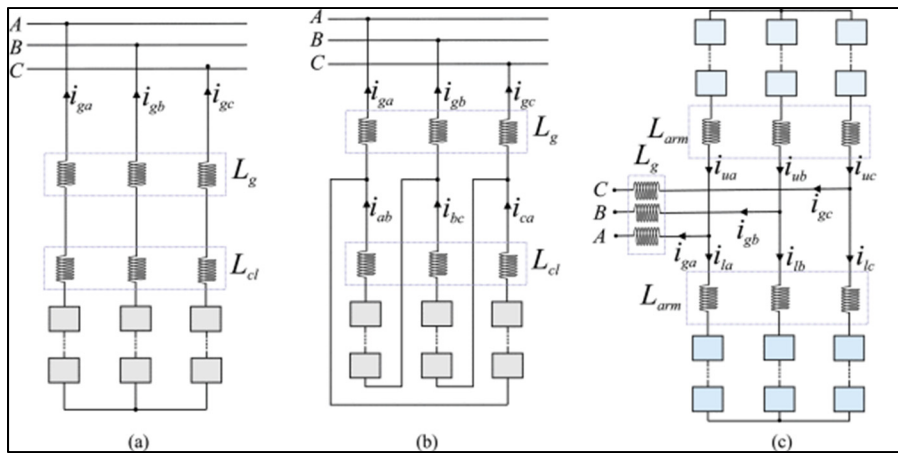 A
B
C
i_ga i_gb i_gc
L_g
L_cl
(a)
A
B
C
i_ga i_gb i_gc
L_g
i_ab i_bc i_ca
L_cl
(b)
L_arm
L_g
i_ua i_ub i_uc
C
i_gc
B
i_gb
A
i_ga i_la i_lb i_lc
L_arm
(c)